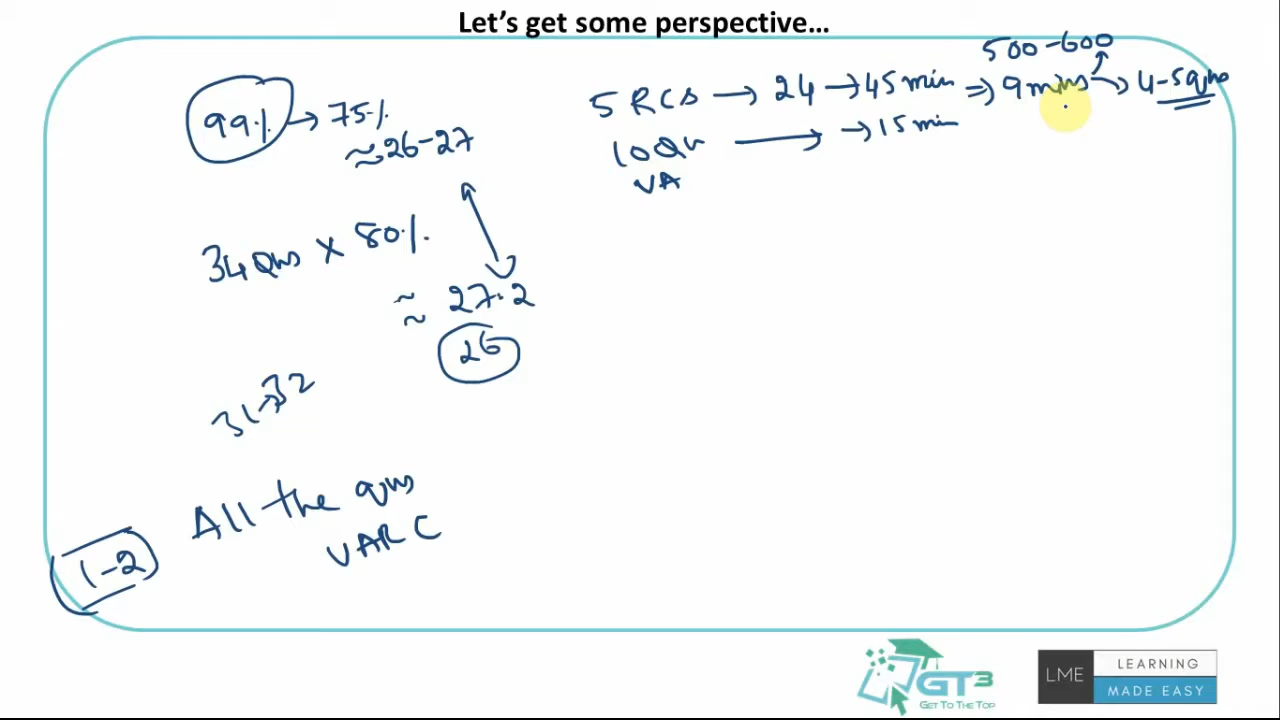 Let's get some perspective...
99% → 75%
≈ 26-27
34 Qns × 80%
≈ 27.2
26
31→32
All the qns
VARC
1-2
500-600
5 RCs → 24 → 45 min ⇒ 9 mins → 4-5 qns
10 Qn → → 15 min
VA
GT3
GET TO THE TOP
LME
LEARNING
MADE EASY